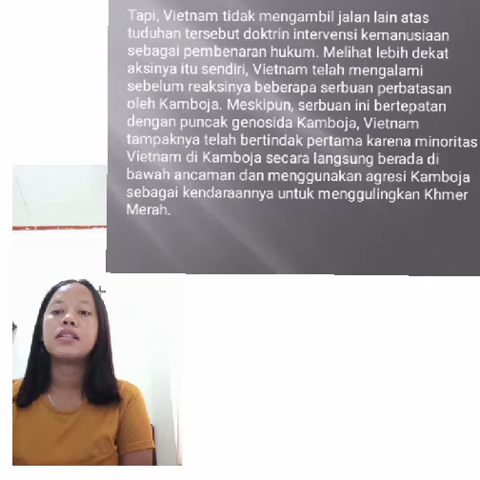 Tapi, Vietnam tidak mengambil jalan lain atas
tuduhan tersebut doktrin intervensi kemanusiaan
sebagai pembenaran hukum. Melihat lebih dekat
aksinya itu sendiri, Vietnam telah mengalami
sebelum reaksinya beberapa serbuan perbatasan
oleh Kamboja. Meskipun, serbuan ini bertepatan
dengan puncak genosida Kamboja, Vietnam
tampaknya telah bertindak pertama karena minoritas
Vietnam di Kamboja secara langsung berada di
bawah ancaman dan menggunakan agresi Kamboja
sebagai kendaraannya untuk menggulingkan Khmer
Merah.